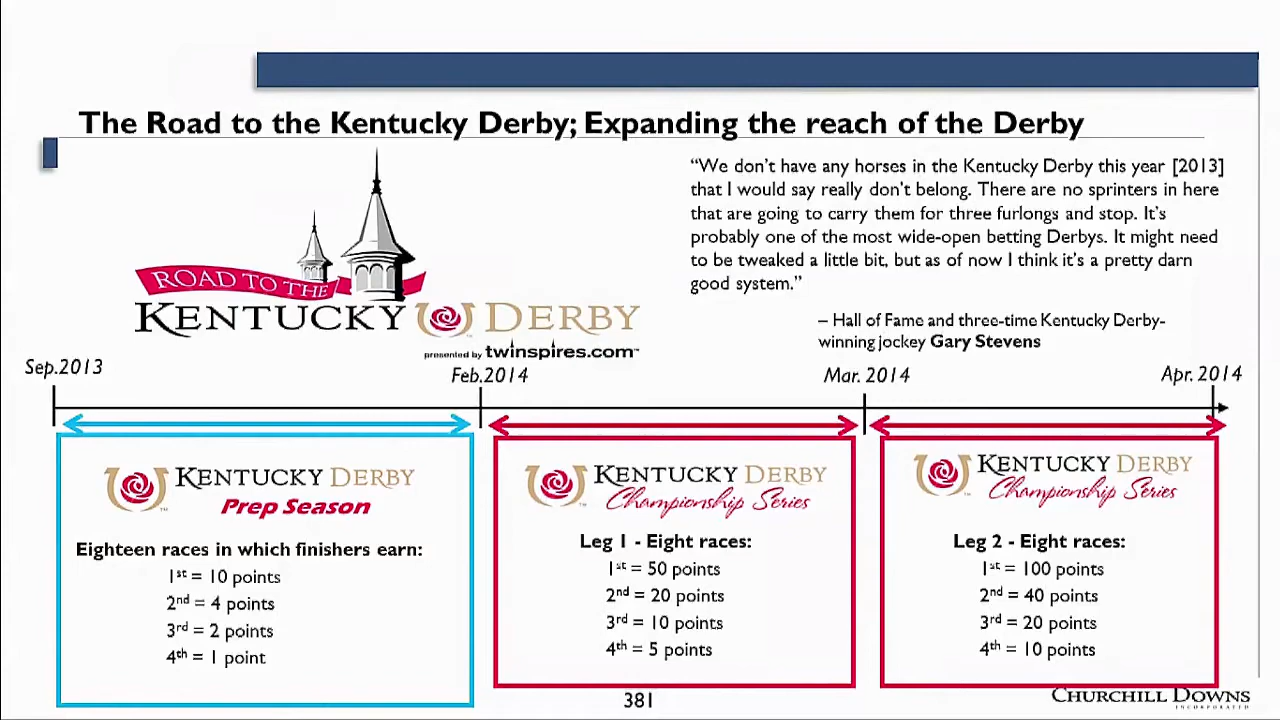 The Road to the Kentucky Derby; Expanding the reach of the Derby
“We don’t have any horses in the Kentucky Derby this year [2013]
that I would say really don’t belong. There are no sprinters in here
that are going to carry them for three furlongs and stop. It’s
probably one of the most wide-open betting Derbys. It might need
to be tweaked a little bit, but as of now I think it’s a pretty darn
good system.”
– Hall of Fame and three-time Kentucky Derby-
winning jockey Gary Stevens
ROAD TO THE
KENTUCKY DERBY
presented by twinspires.com™
Sep.2013
Feb.2014
Mar. 2014
Apr. 2014
KENTUCKY DERBY
Prep Season
Eighteen races in which finishers earn:
1st = 10 points
2nd = 4 points
3rd = 2 points
4th = 1 point
KENTUCKY DERBY
Championship Series
Leg 1 - Eight races:
1st = 50 points
2nd = 20 points
3rd = 10 points
4th = 5 points
KENTUCKY DERBY
Championship Series
Leg 2 - Eight races:
1st = 100 points
2nd = 40 points
3rd = 20 points
4th = 10 points
381
CHURCHILL DOWNS
INCORPORATED